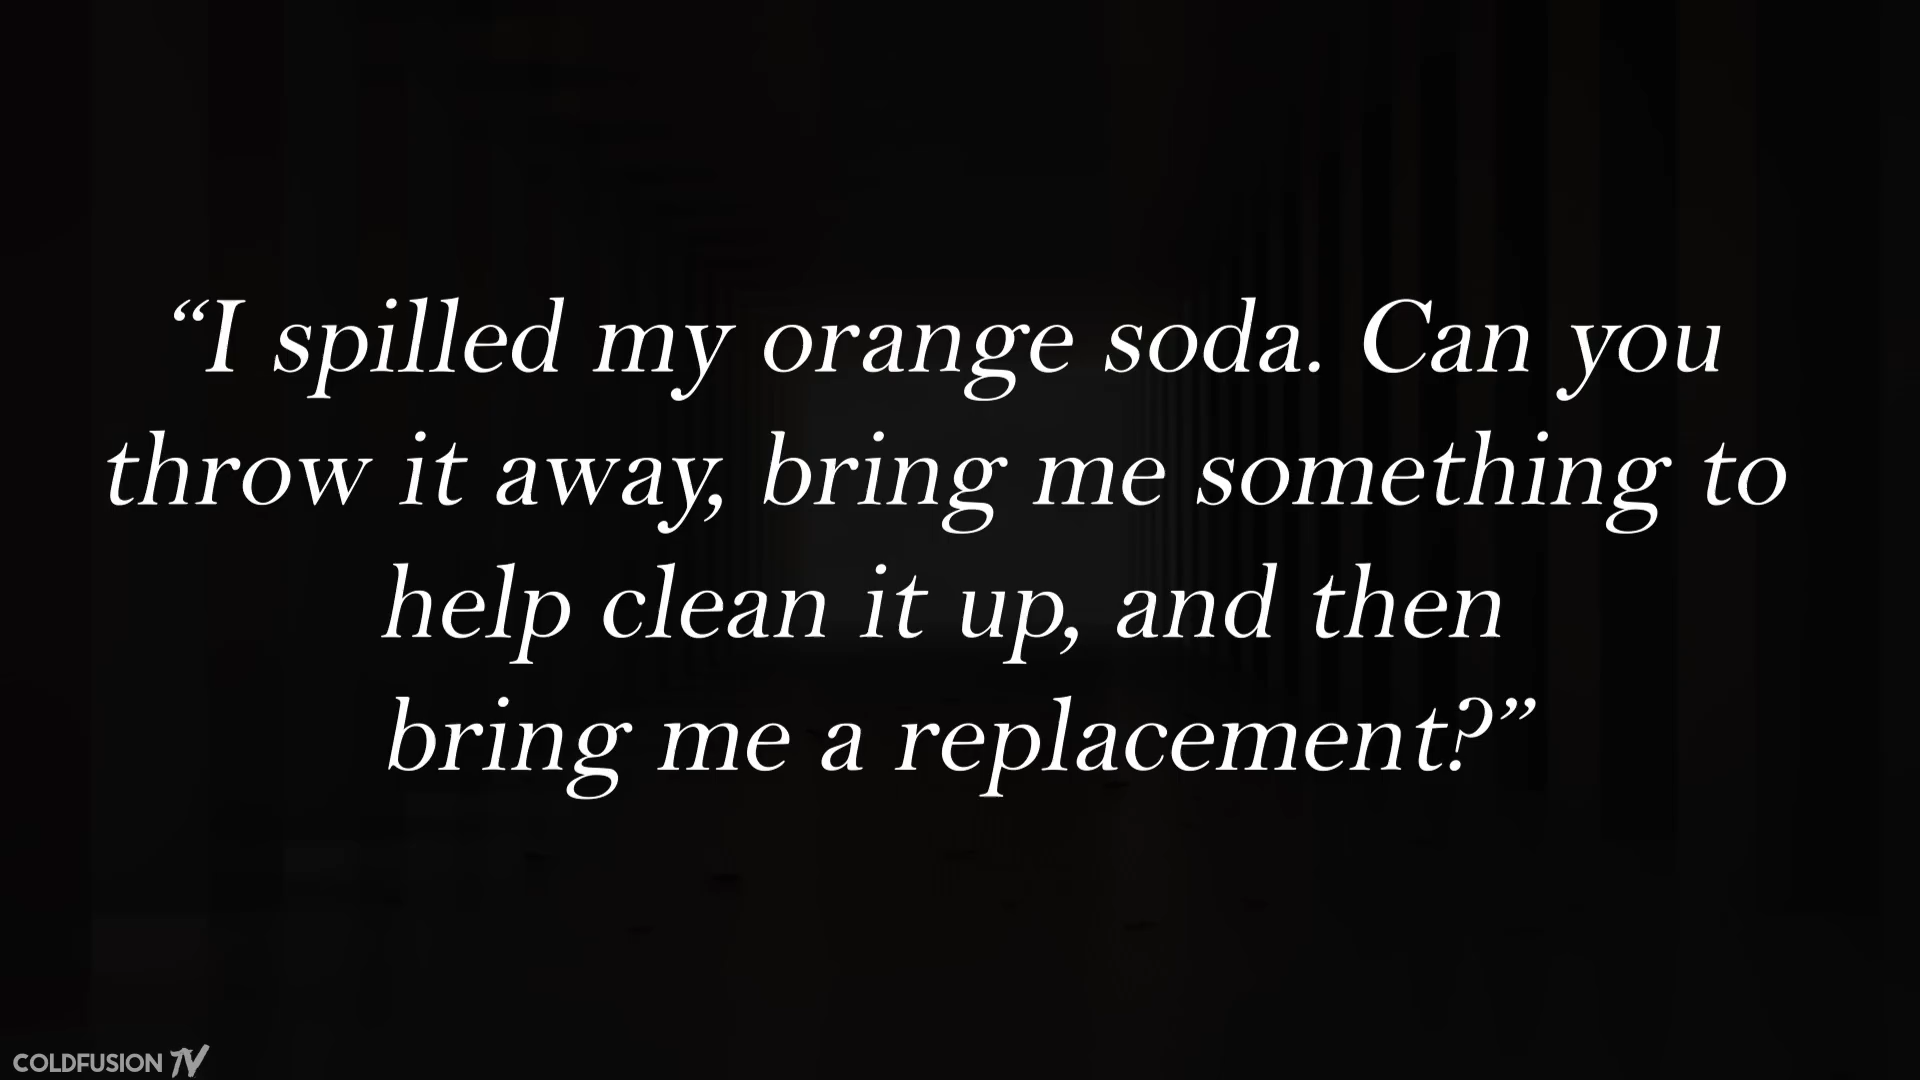 “I spilled my orange soda. Can you
throw it away, bring me something to
help clean it up, and then
bring me a replacement?”
COLDFUSION TV